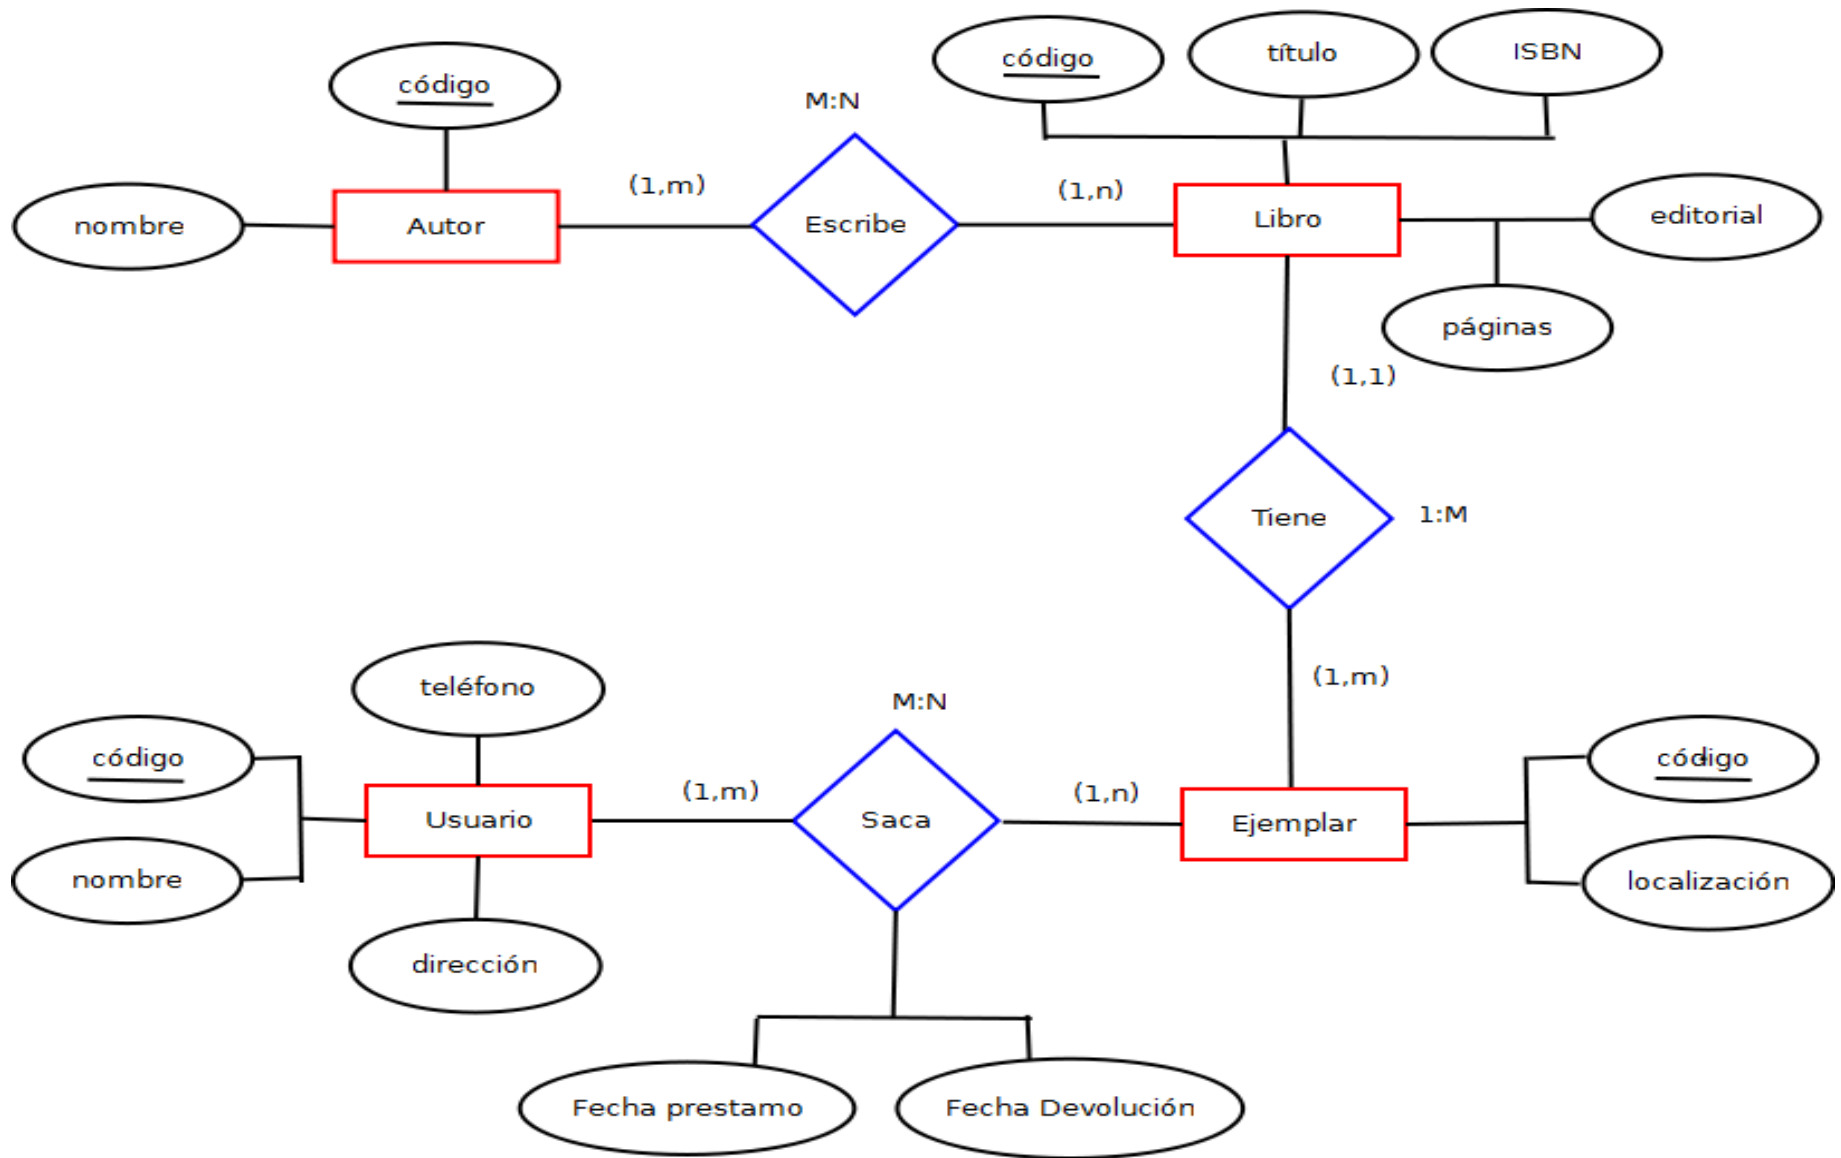 código
título
ISBN
código
M:N
(1,m)
(1,n)
nombre
Autor
Escribe
Libro
editorial
páginas
(1,1)
Tiene
1:M
(1,m)
teléfono
M:N
código
código
(1,m)
(1,n)
Usuario
Saca
Ejemplar
nombre
localización
dirección
Fecha prestamo
Fecha Devolución